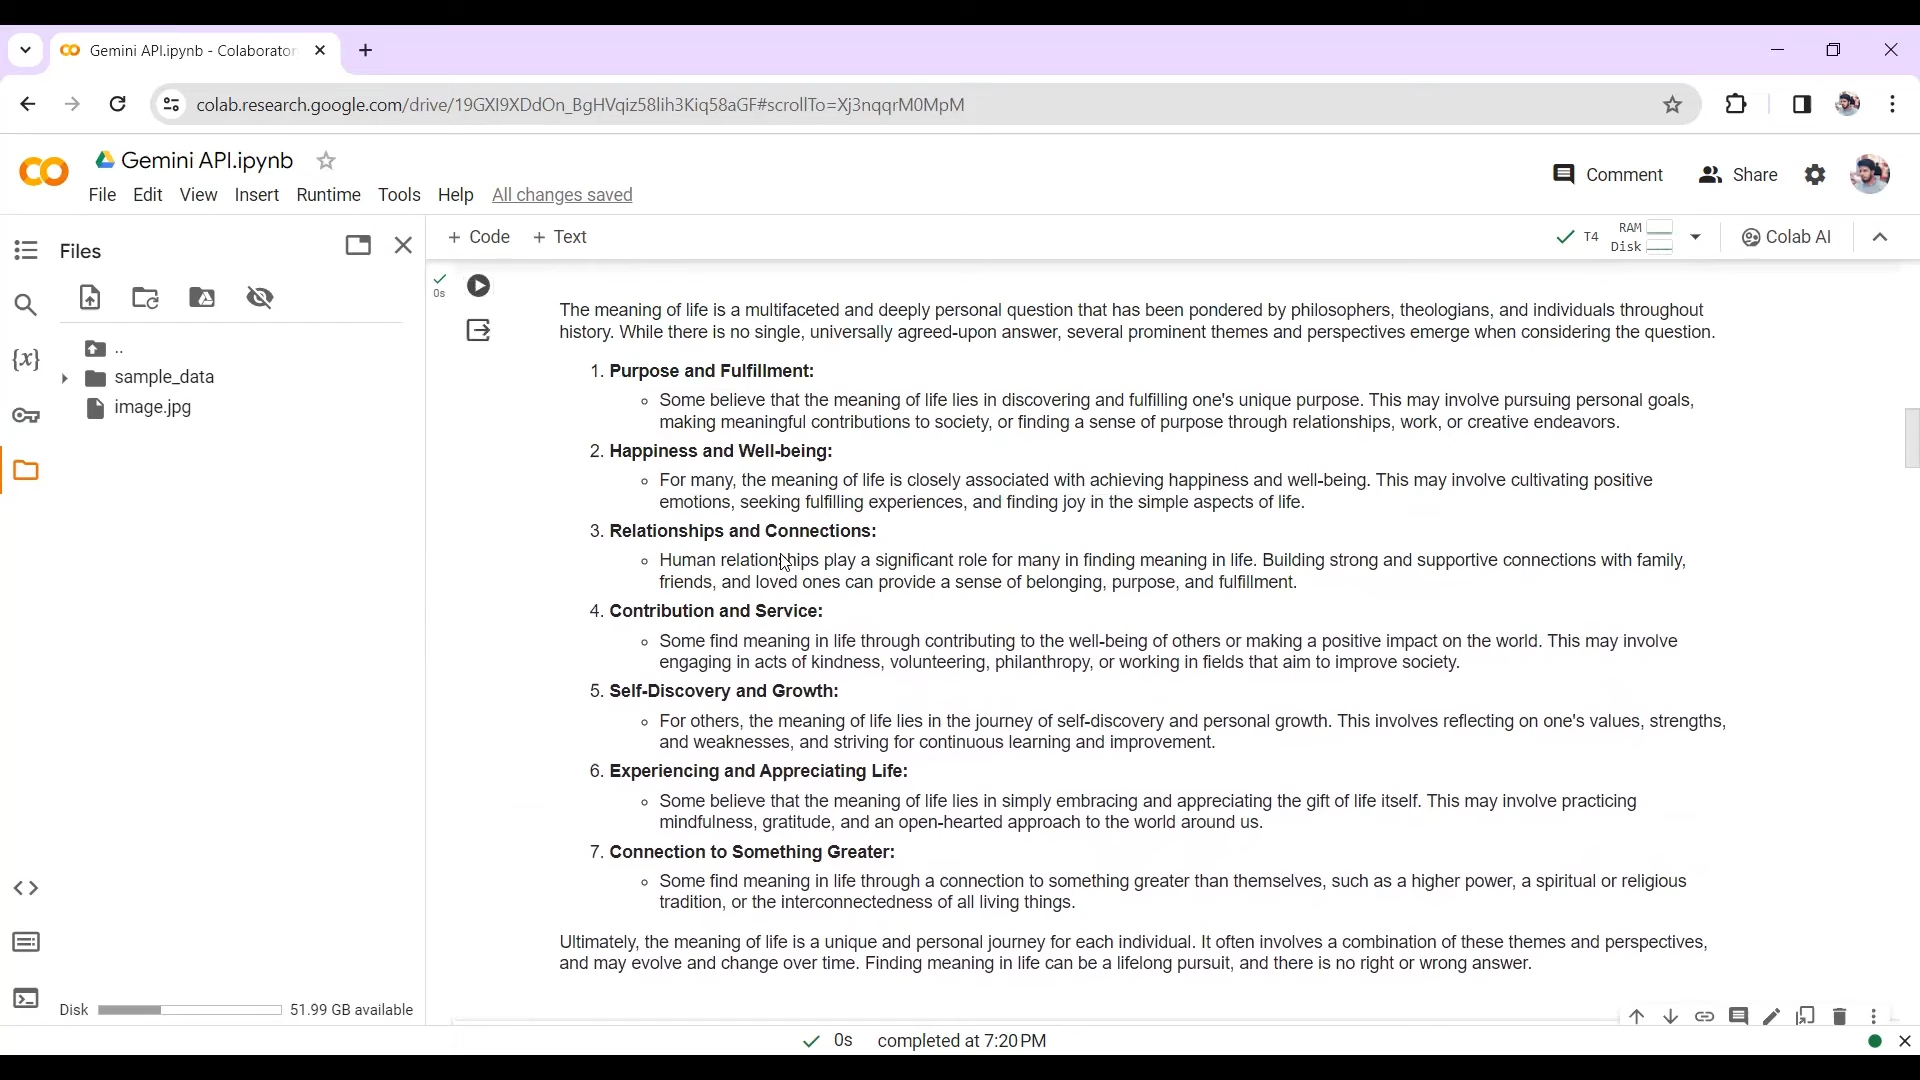 Gemini API.ipynb - Colaborator
colab.research.google.com/drive/19GXI9XDdOn_BgHVqiz58lih3Kiq58aGF#scrollTo=Xj3nqqrM0MpM
Gemini API.ipynb
File Edit View Insert Runtime Tools Help All changes saved
Comment Share
Files
+ Code + Text
T4 RAM
Disk
Colab AI
..
sample_data
image.jpg
{x}
0s
The meaning of life is a multifaceted and deeply personal question that has been pondered by philosophers, theologians, and individuals throughout
history. While there is no single, universally agreed-upon answer, several prominent themes and perspectives emerge when considering the question.
1. Purpose and Fulfillment:
Some believe that the meaning of life lies in discovering and fulfilling one's unique purpose. This may involve pursuing personal goals,
making meaningful contributions to society, or finding a sense of purpose through relationships, work, or creative endeavors.
2. Happiness and Well-being:
For many, the meaning of life is closely associated with achieving happiness and well-being. This may involve cultivating positive
emotions, seeking fulfilling experiences, and finding joy in the simple aspects of life.
3. Relationships and Connections:
Human relationships play a significant role for many in finding meaning in life. Building strong and supportive connections with family,
friends, and loved ones can provide a sense of belonging, purpose, and fulfillment.
4. Contribution and Service:
Some find meaning in life through contributing to the well-being of others or making a positive impact on the world. This may involve
engaging in acts of kindness, volunteering, philanthropy, or working in fields that aim to improve society.
5. Self-Discovery and Growth:
For others, the meaning of life lies in the journey of self-discovery and personal growth. This involves reflecting on one's values, strengths,
and weaknesses, and striving for continuous learning and improvement.
6. Experiencing and Appreciating Life:
Some believe that the meaning of life lies in simply embracing and appreciating the gift of life itself. This may involve practicing
mindfulness, gratitude, and an open-hearted approach to the world around us.
7. Connection to Something Greater:
Some find meaning in life through a connection to something greater than themselves, such as a higher power, a spiritual or religious
tradition, or the interconnectedness of all living things.
Ultimately, the meaning of life is a unique and personal journey for each individual. It often involves a combination of these themes and perspectives,
and may evolve and change over time. Finding meaning in life can be a lifelong pursuit, and there is no right or wrong answer.
Disk 51.99 GB available
0s completed at 7:20 PM